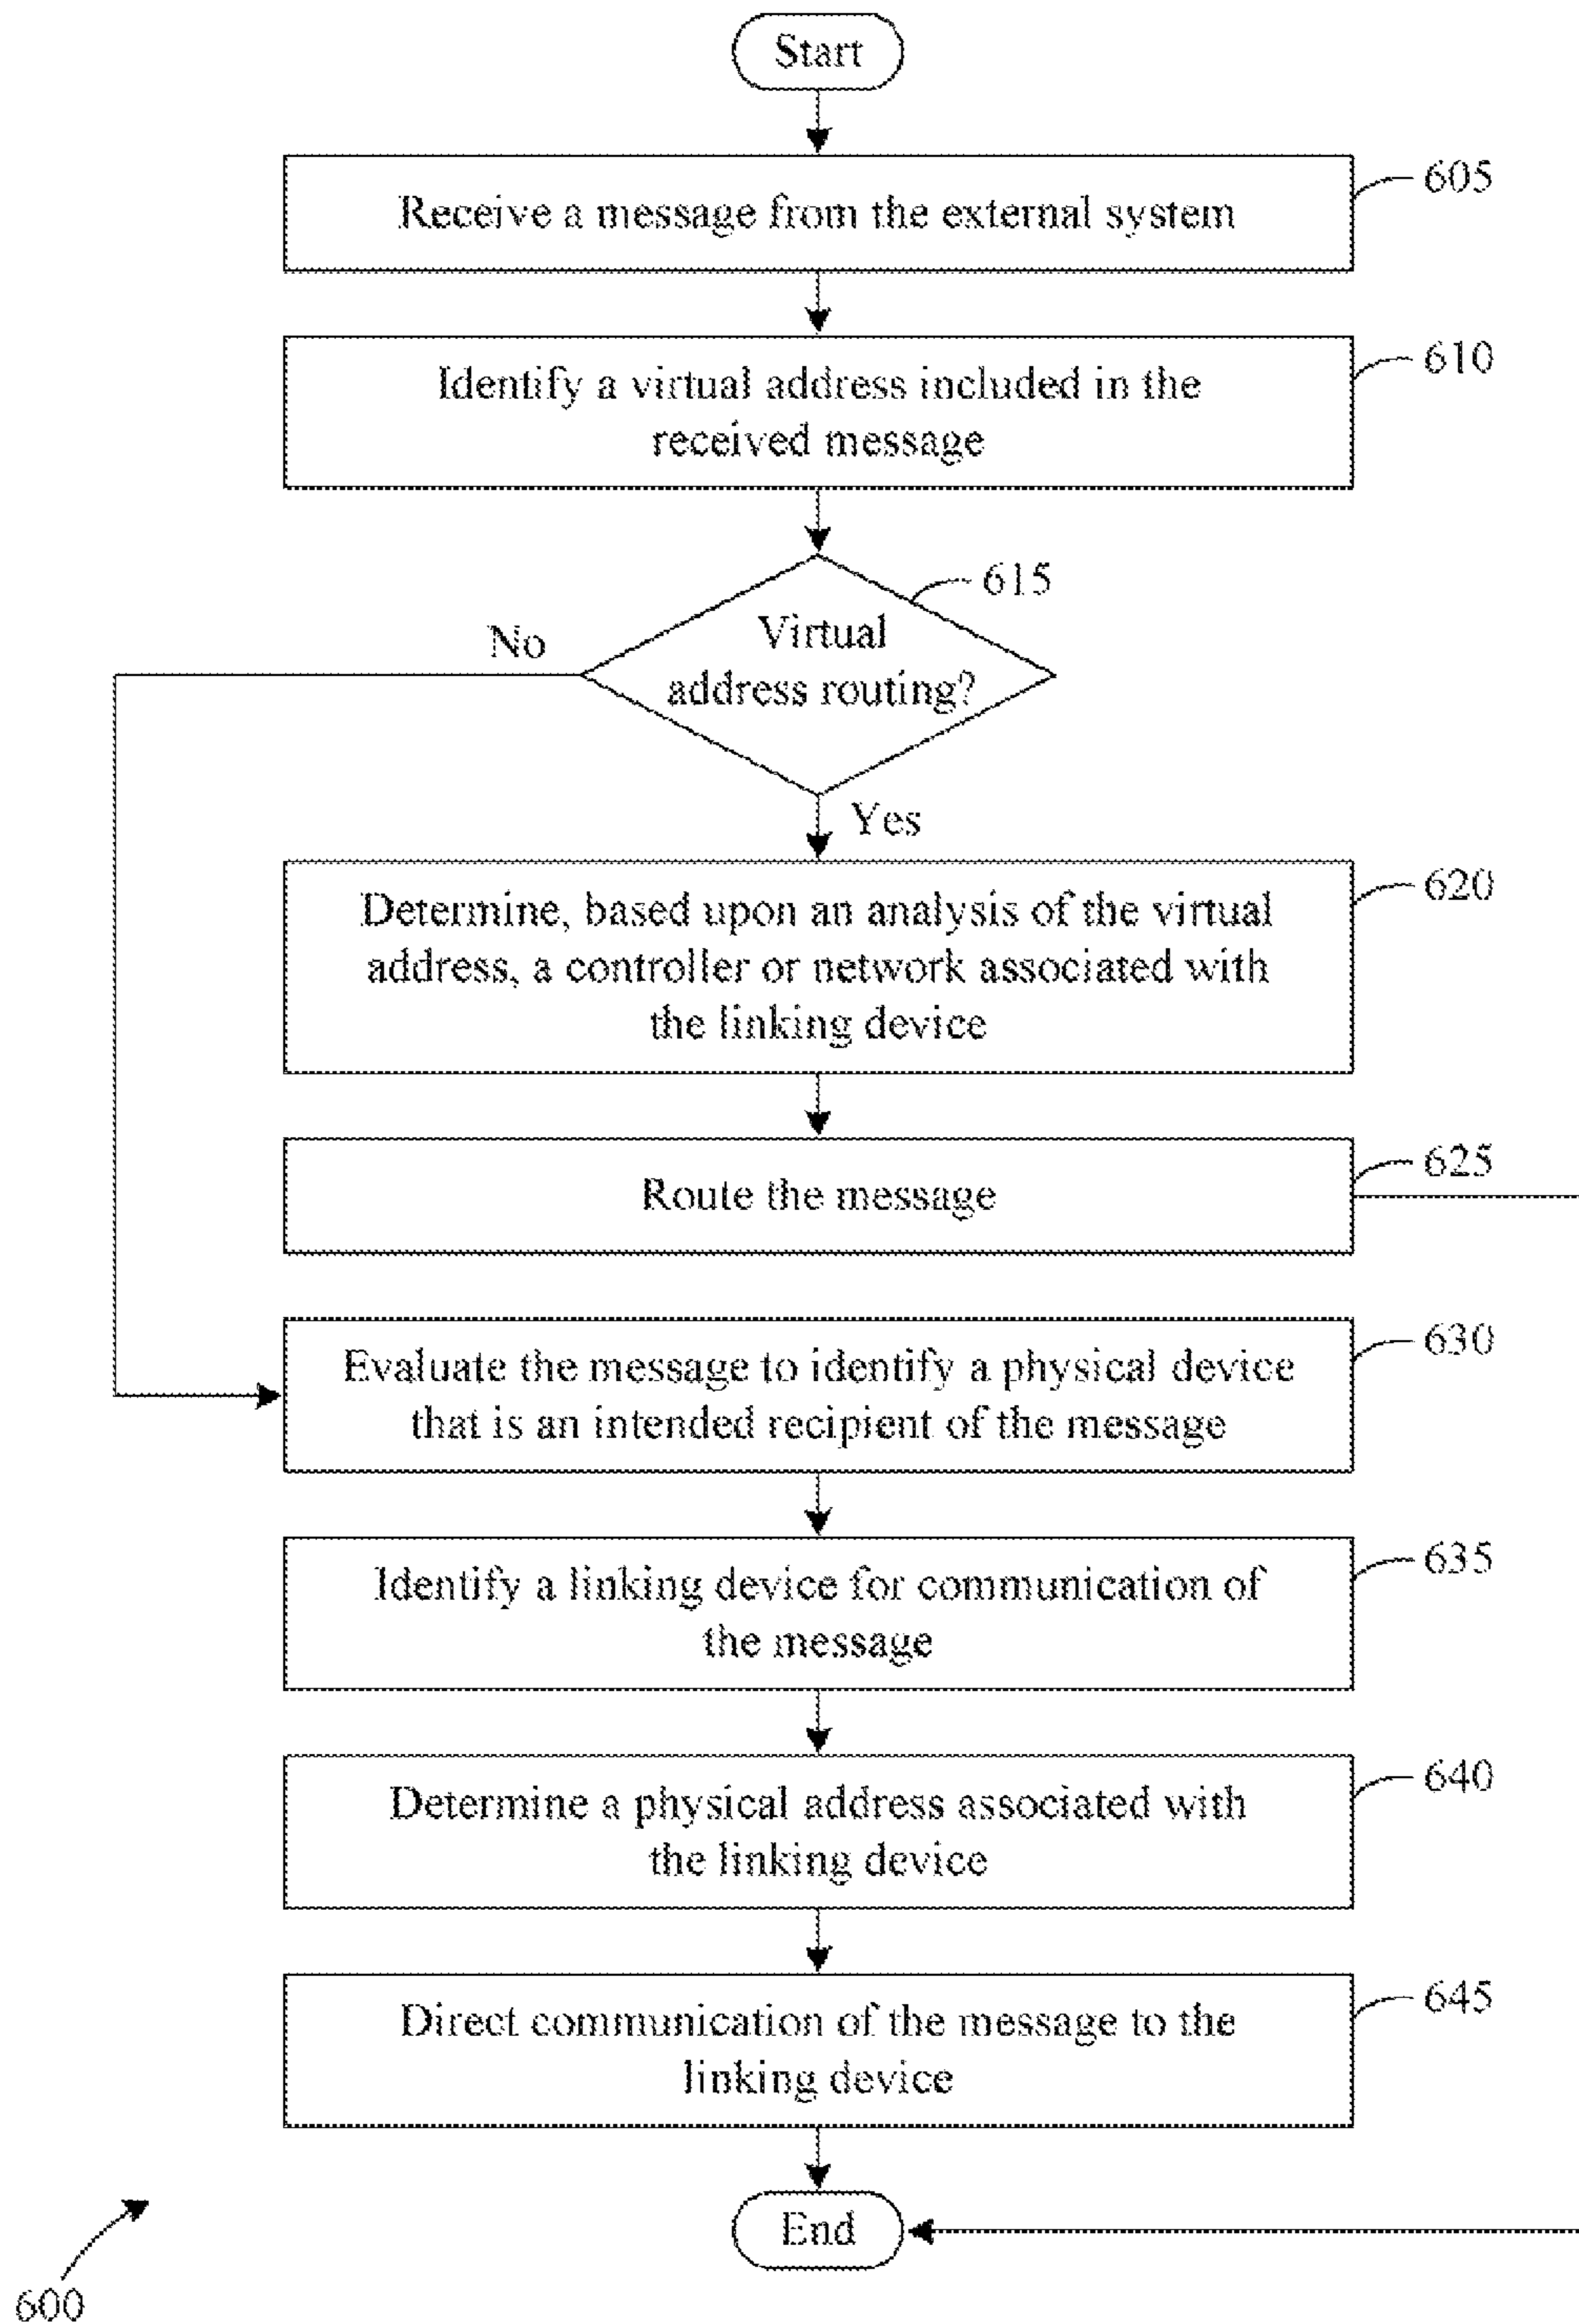 Start
Receive a message from the external system
605
Identify a virtual address included in the
received message
610
615
Virtual
address routing?
No
Yes
Determine, based upon an analysis of the virtual
address, a controller or network associated with
the linking device
620
Route the message
625
Evaluate the message to identify a physical device
that is an intended recipient of the message
630
Identify a linking device for communication of
the message
635
Determine a physical address associated with
the linking device
640
Direct communication of the message to the
linking device
645
End
600